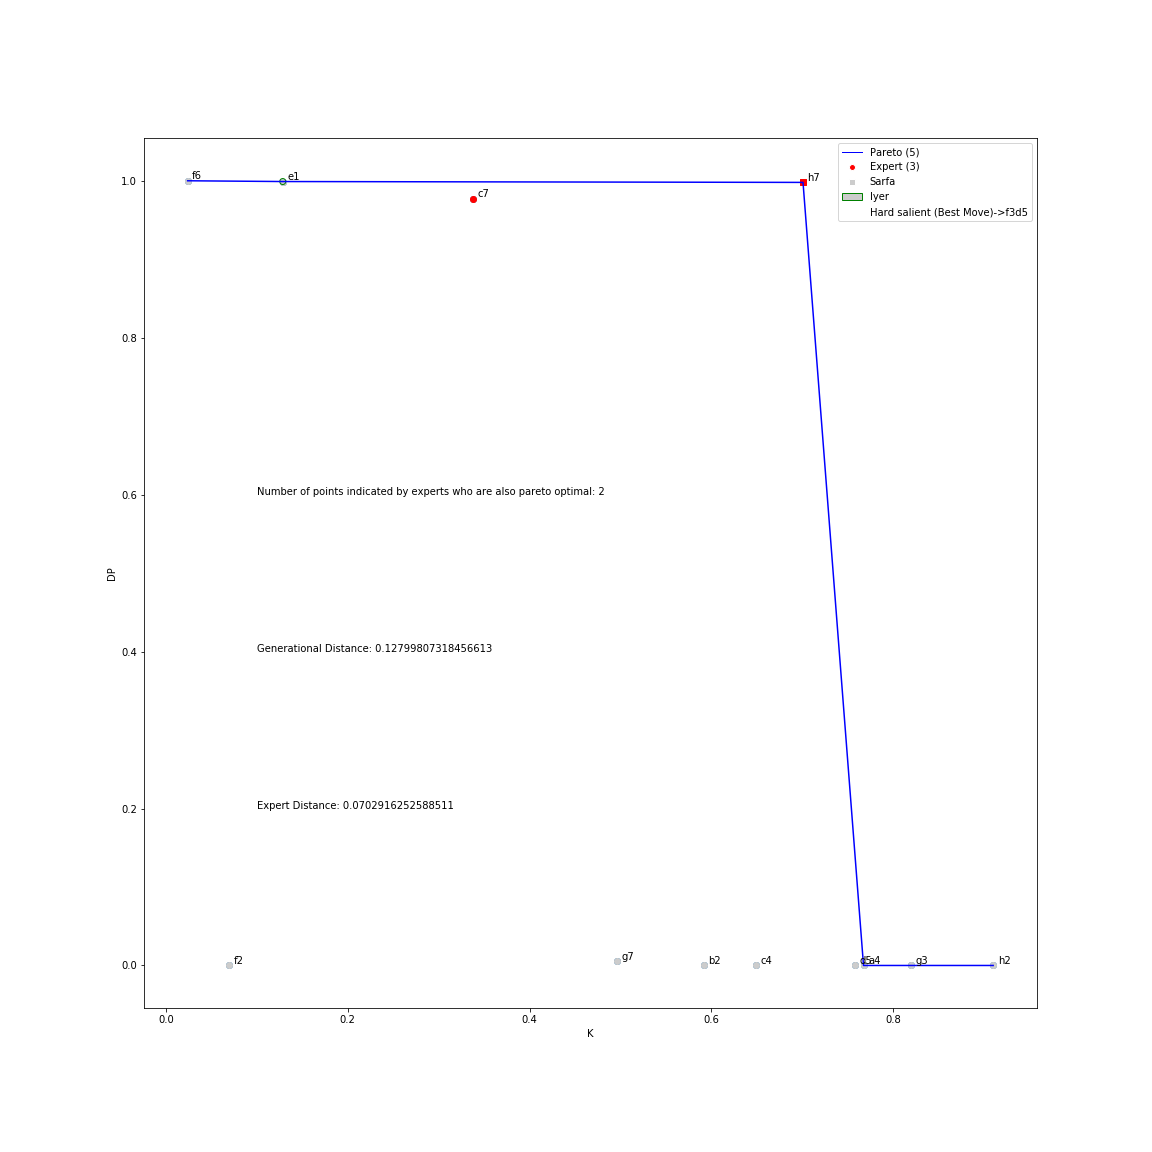 Pareto (5)
Expert (3)
Sarfa
Iyer
Hard salient (Best Move)->f3d5
1.0
f6
e1
h7
c7
0.8
Number of points indicated by experts who are also pareto optimal: 2
0.6
DP
Generational Distance: 0.12799807318456613
0.4
Expert Distance: 0.0702916252588511
0.2
0.0
f2
g7
b2
c4
a4
g3
h2
0.0
0.2
0.4
0.6
0.8
K